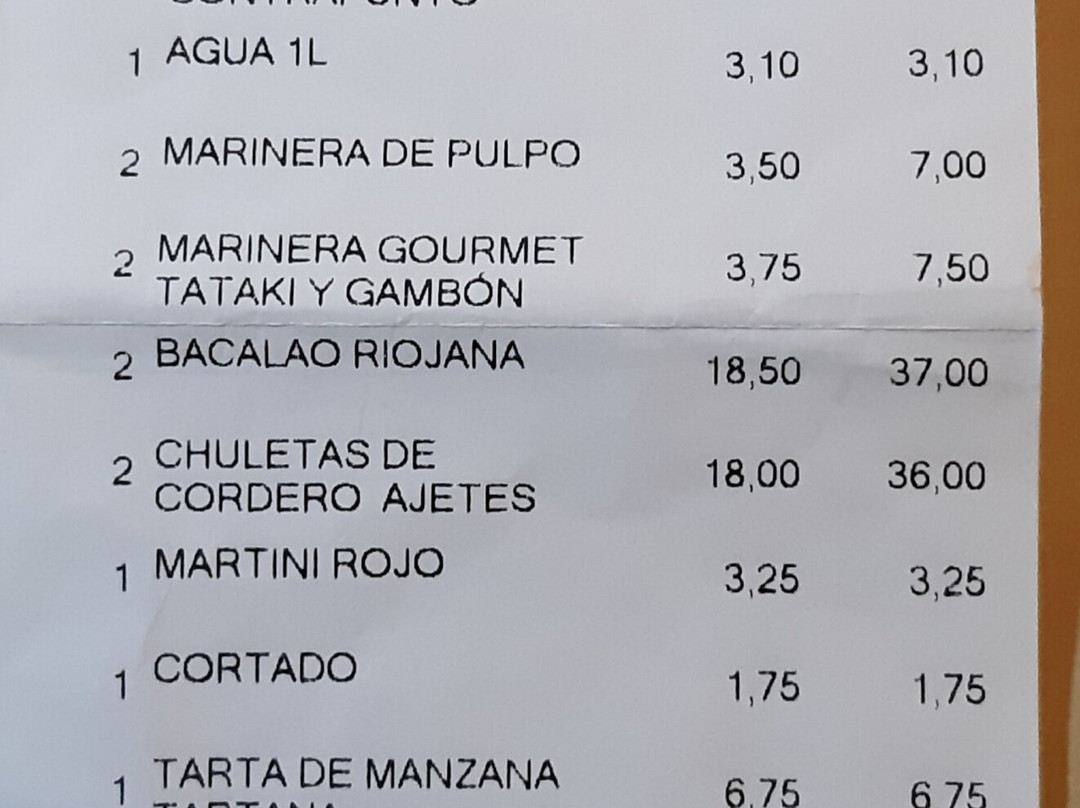 CONTRAPUNTO
1 AGUA 1L 3,10 3,10
2 MARINERA DE PULPO 3,50 7,00
2 MARINERA GOURMET 3,75 7,50
TATAKI Y GAMBÓN
2 BACALAO RIOJANA 18,50 37,00
2 CHULETAS DE 18,00 36,00
CORDERO AJETES
1 MARTINI ROJO 3,25 3,25
1 CORTADO 1,75 1,75
1 TARTA DE MANZANA 6,75 6,75